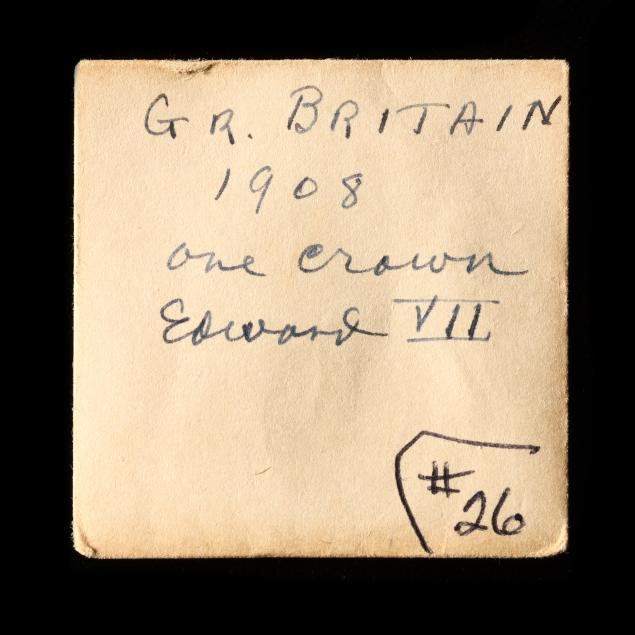 GR. BRITAIN
1908
one crown
Edward VII
#26